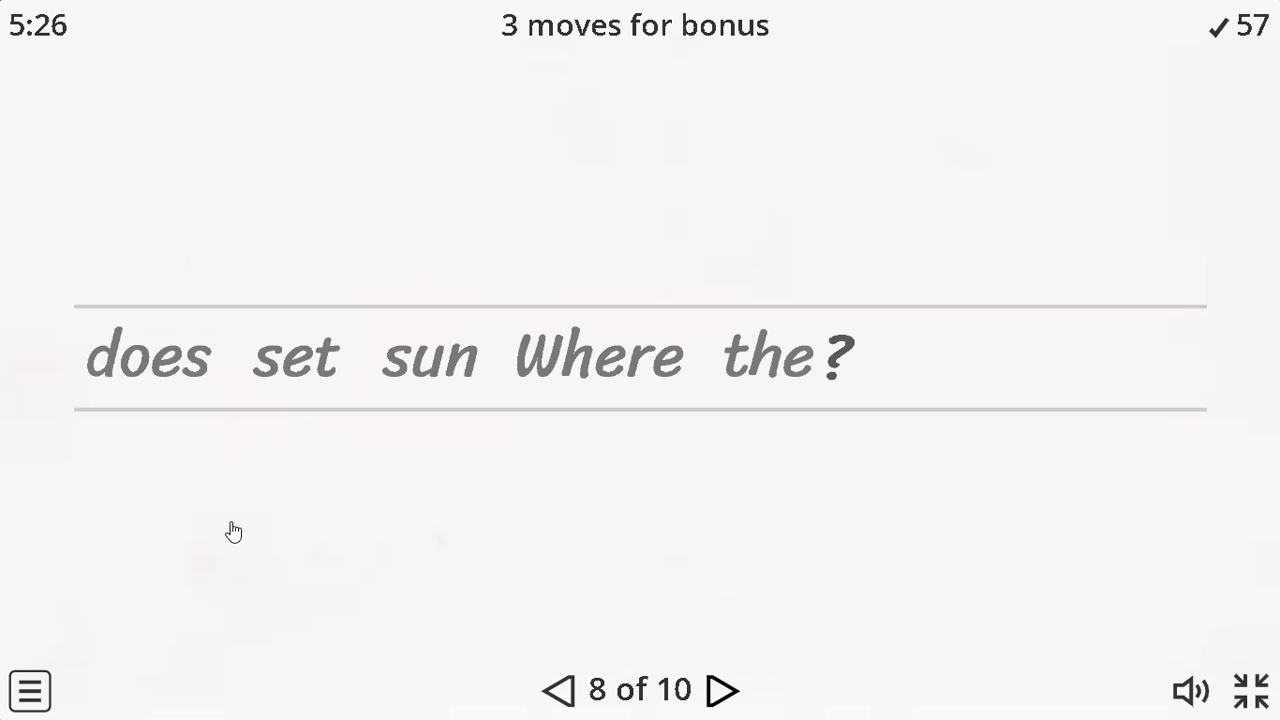 5:26 3 moves for bonus ✓ 57
does set sun Where the?
8 of 10